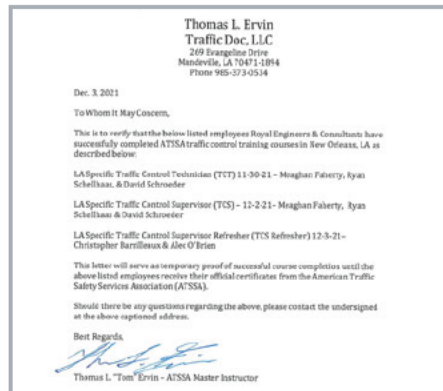 Thomas L. Ervin
Traffic Doc, LLC
269 Evangeline Drive
Mandeville, LA 70471-1894
Phone 985-373-0534
Dec. 3, 2021
To Whom It May Concern,
This is to verify that the below listed employees Royal Engineers & Consultants have
successfully completed ATSSA traffic control training courses in New Orleans, LA as
described below:
LA Specific Traffic Control Technician (TCT) 11-30-21 – Meaghan Faherty, Ryan
Schellhaas, & David Schroeder
LA Specific Traffic Control Supervisor (TCS) – 12-2-21– Meaghan Faherty, Ryan
Schellhaas & David Schroeder
LA Specific Traffic Control Supervisor Refresher (TCS Refresher) 12-3-21–
Christopher Barrilleaux & Alec O'Brien
This letter will serve as temporary proof of successful course completion until the
above listed employees receive their official certificates from the American Traffic
Safety Services Association (ATSSA).
Should there be any questions regarding the above, please contact the undersigned
at the above captioned address.
Best Regards,
Thomas L. "Tom" Ervin – ATSSA Master Instructor